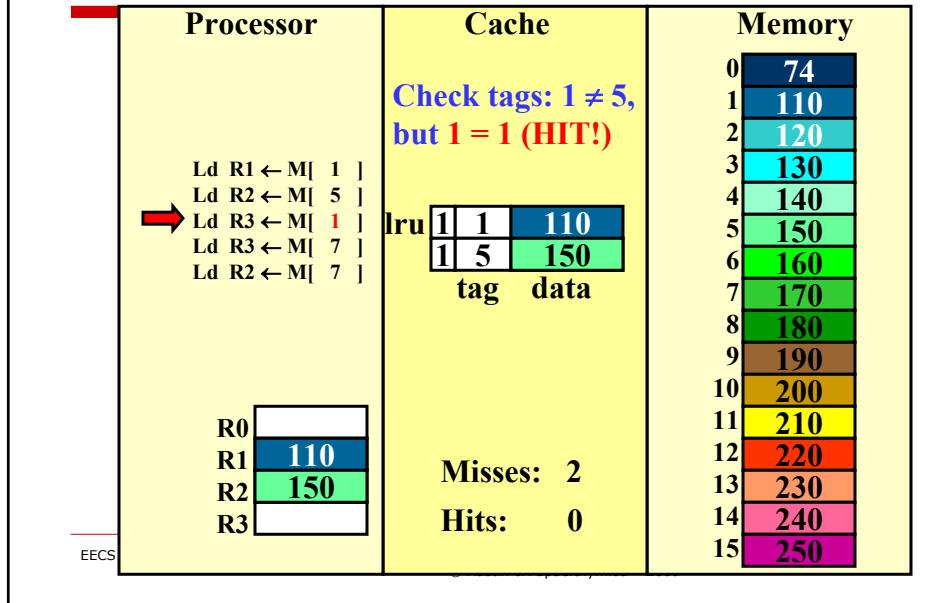 Processor
Cache
Memory
Check tags: 1 ≠ 5,
but 1 = 1 (HIT!)
Ld R1 ← M[ 1 ]
Ld R2 ← M[ 5 ]
Ld R3 ← M[ 1 ]
Ld R3 ← M[ 7 ]
Ld R2 ← M[ 7 ]
lru 1 1 110
1 5 150
tag data
R0
R1 110
R2 150
R3
Misses: 2
Hits: 0
0 74
1 110
2 120
3 130
4 140
5 150
6 160
7 170
8 180
9 190
10 200
11 210
12 220
13 230
14 240
15 250
EECS